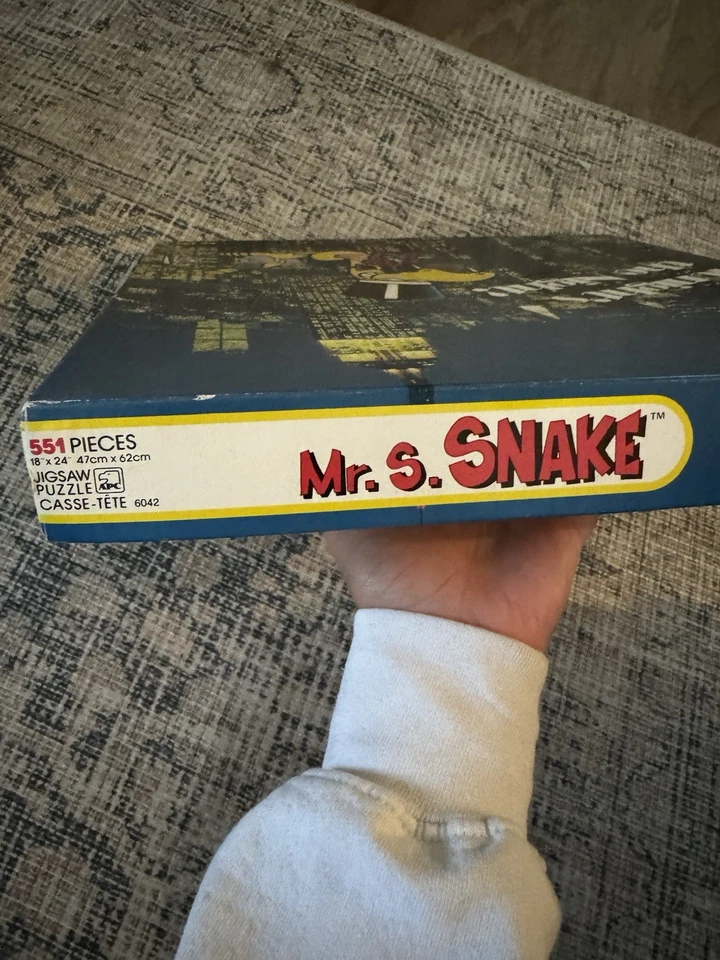 551 PIECES
18" x 24" 47cm x 62cm
JIGSAW
PUZZLE APC
CASSE-TÊTE 6042
Mr. S. SNAKE™